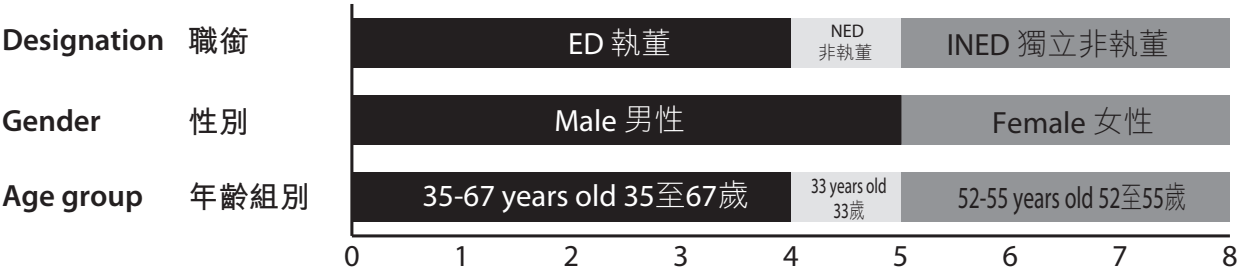 Designation 職銜 ED 執董 NED 非執董 INED 獨立非執董
Gender 性別 Male 男性 Female 女性
Age group 年齡組別 35-67 years old 35至67歲 33 years old 33歲 52-55 years old 52至55歲
0 1 2 3 4 5 6 7 8